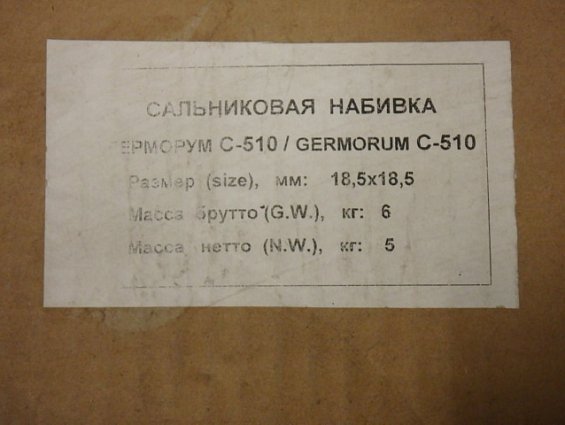 САЛЬНИКОВАЯ НАБИВКА
ГЕРМОРУМ С-510 / GERMORUM C-510
Размер (size), мм: 18,5х18,5
Масса брутто (G.W.), кг: 6
Масса нетто (N.W.), кг: 5